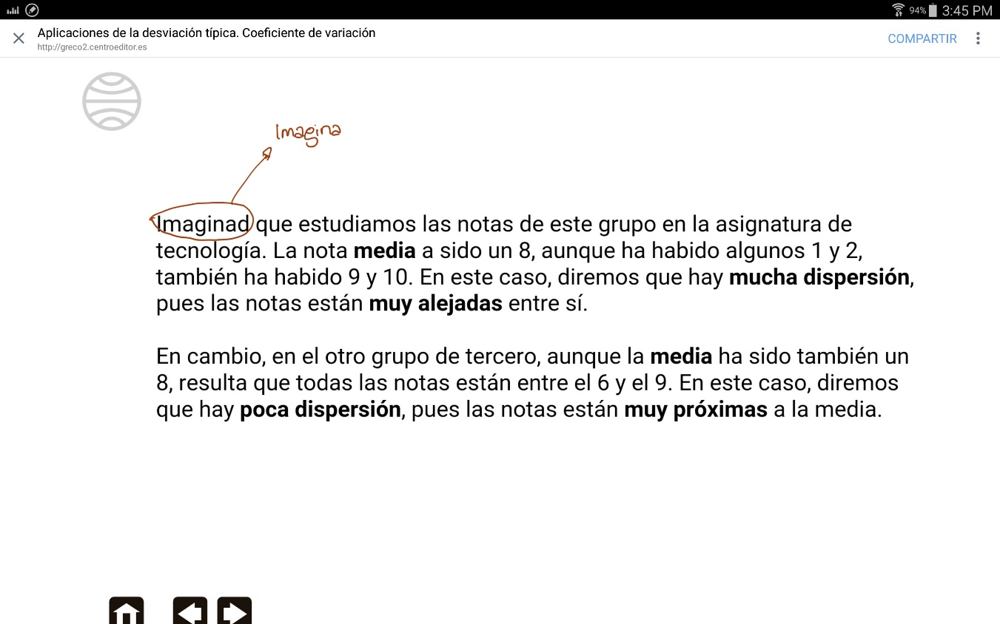 94% 3:45 PM
Aplicaciones de la desviación típica. Coeficiente de variación
http://greco2.centroeditor.es
COMPARTIR
Imagina
Imaginad que estudiamos las notas de este grupo en la asignatura de
tecnología. La nota media a sido un 8, aunque ha habido algunos 1 y 2,
también ha habido 9 y 10. En este caso, diremos que hay mucha dispersión,
pues las notas están muy alejadas entre sí.
En cambio, en el otro grupo de tercero, aunque la media ha sido también un
8, resulta que todas las notas están entre el 6 y el 9. En este caso, diremos
que hay poca dispersión, pues las notas están muy próximas a la media.